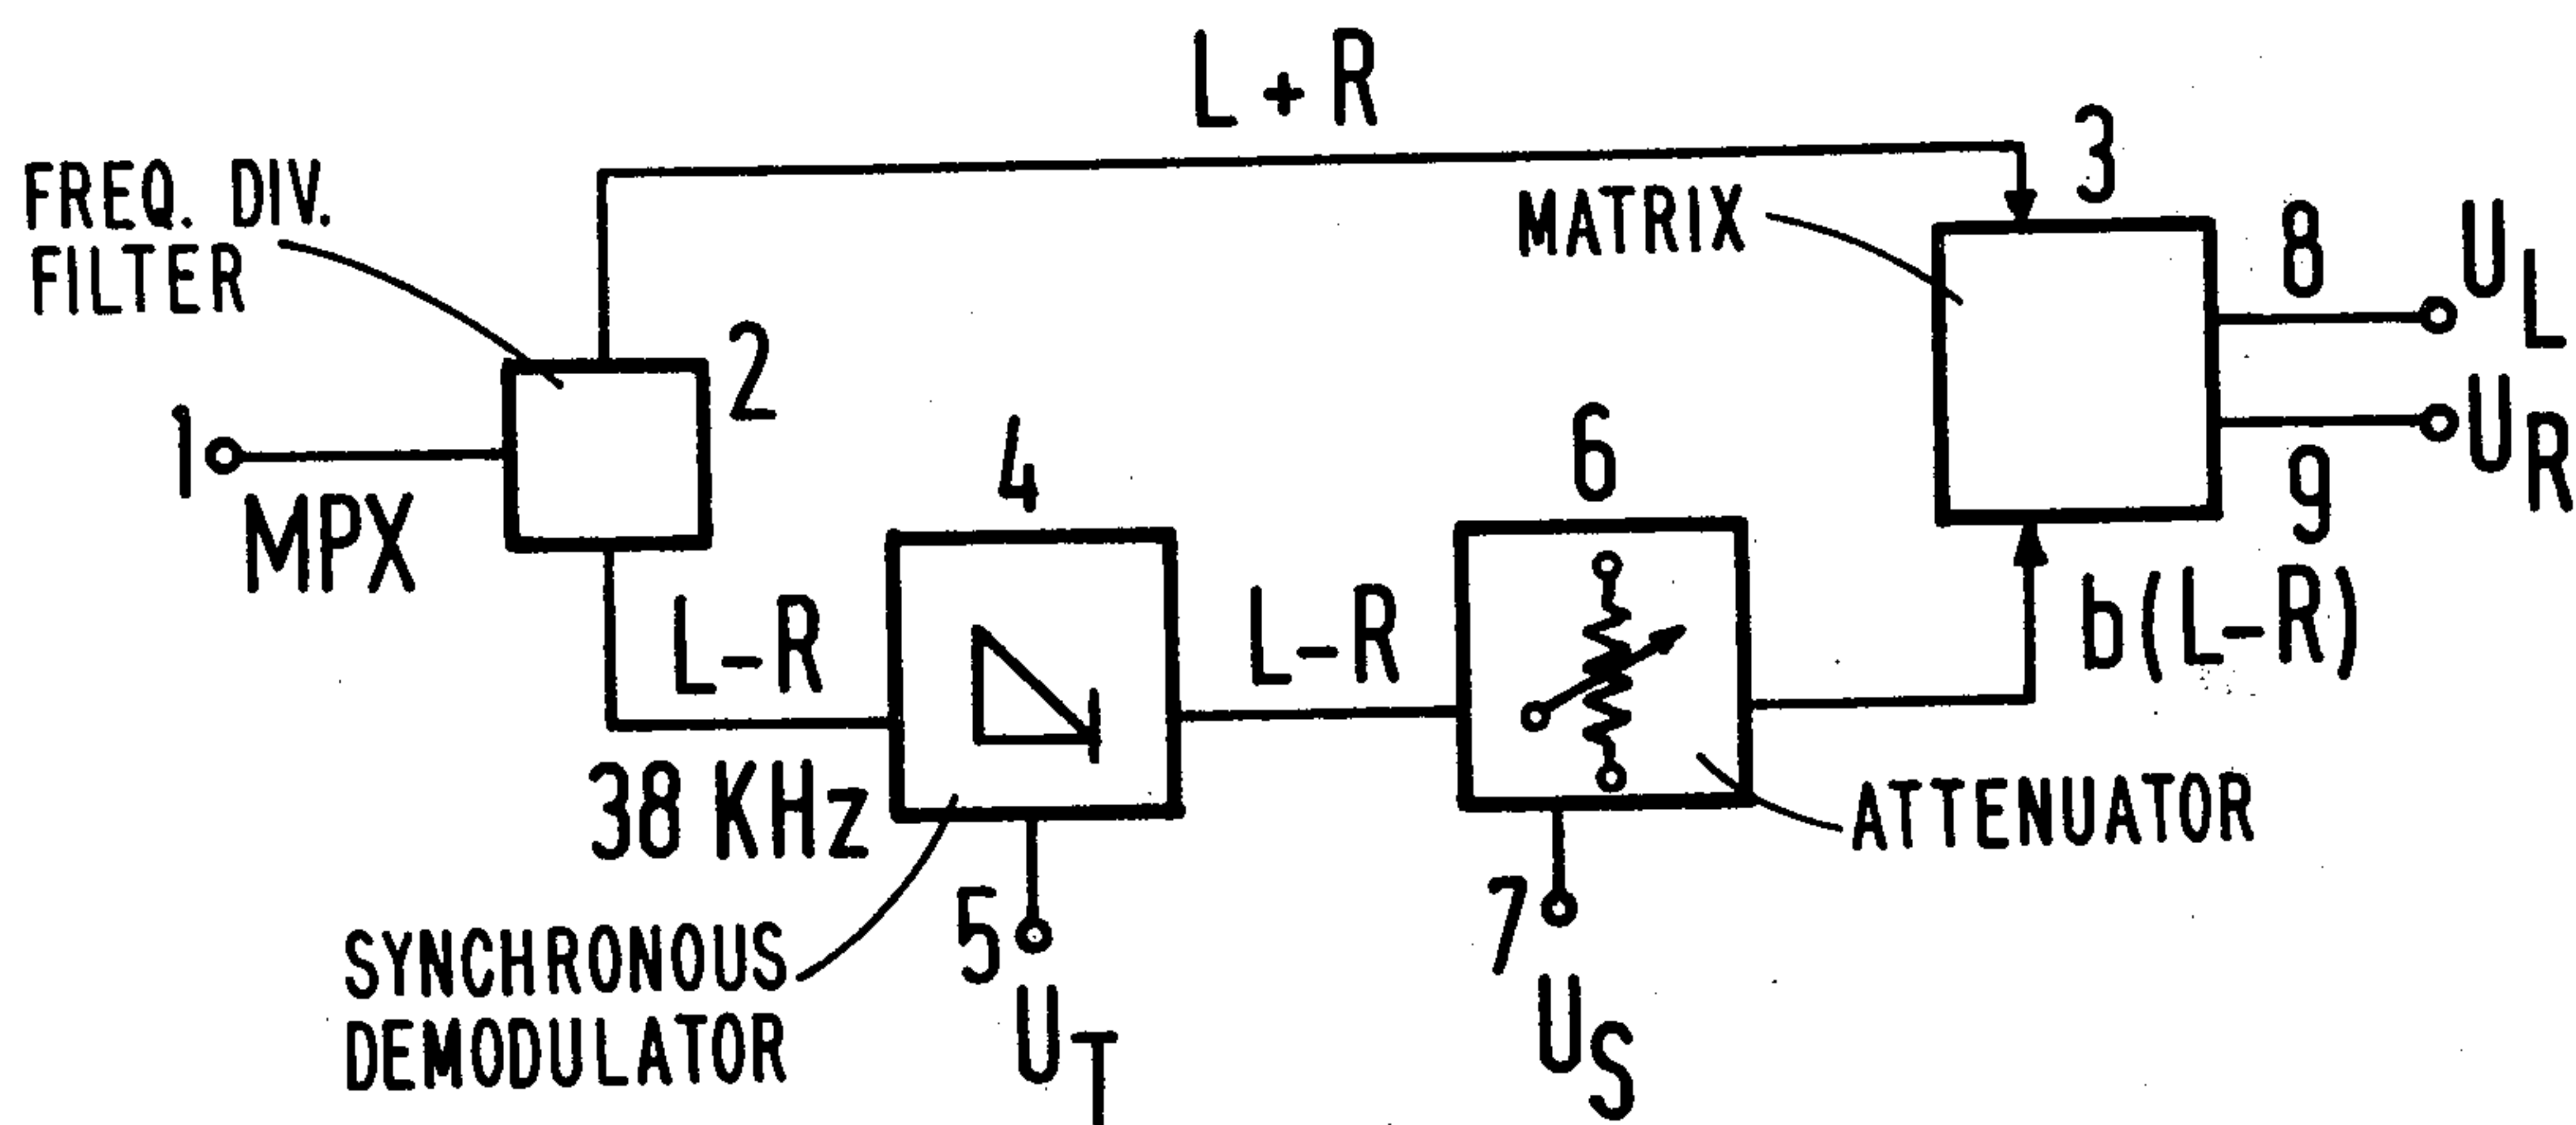 L + R
3
FREQ. DIV.
FILTER
MATRIX
8
U_L
2
1
MPX
4
6
U_R
9
L-R
L-R
b(L-R)
38 KHz
ATTENUATOR
5
7
SYNCHRONOUS
DEMODULATOR
U_T
U_S